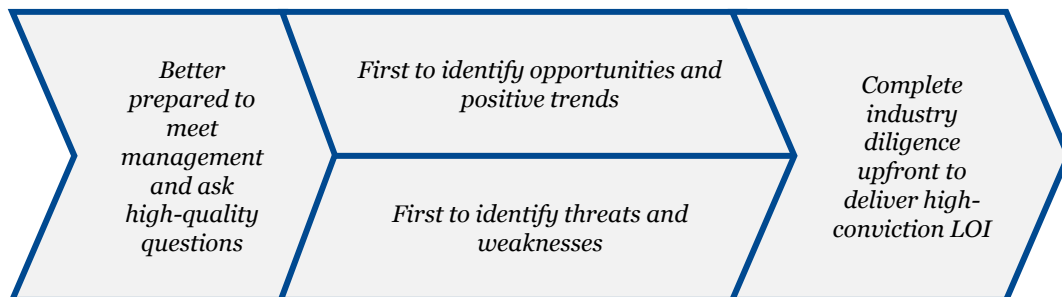 Better
prepared to
meet
management
and ask
high-quality
questions
First to identify opportunities and
positive trends
First to identify threats and
weaknesses
Complete
industry
diligence
upfront to
deliver high-
conviction LOI